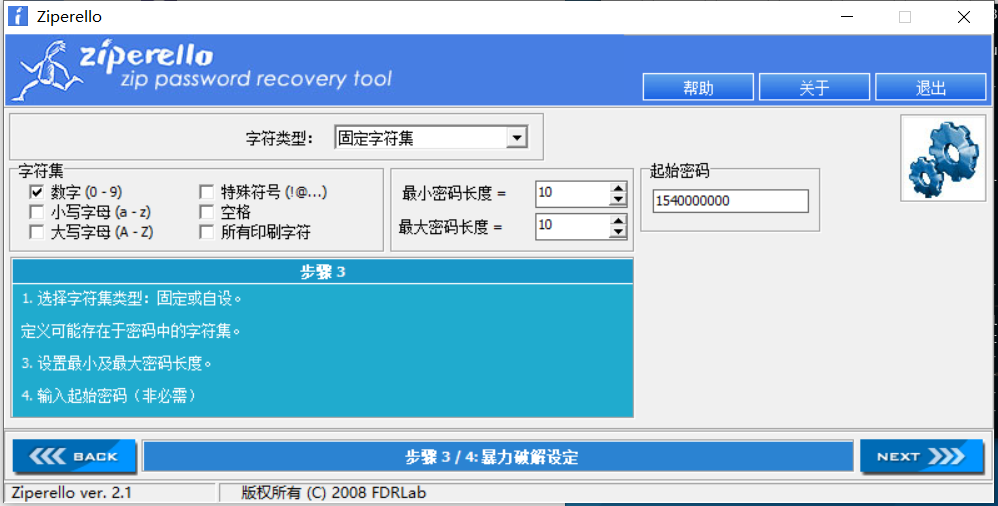 Ziperello
ziperello
zip password recovery tool
帮助
关于
退出
字符类型:
固定字符集
字符集
数字 (0 - 9)
特殊符号 (!@...)
小写字母 (a - z)
空格
大写字母 (A - Z)
所有印刷字符
最小密码长度 =
10
最大密码长度 =
10
起始密码
1540000000
步骤 3
1. 选择字符集类型：固定或自设。
定义可能存在于密码中的字符集。
3. 设置最小及最大密码长度。
4. 输入起始密码（非必需）
BACK
步骤 3 / 4: 暴力破解设定
NEXT
Ziperello ver. 2.1
版权所有 (C) 2008 FDRLab